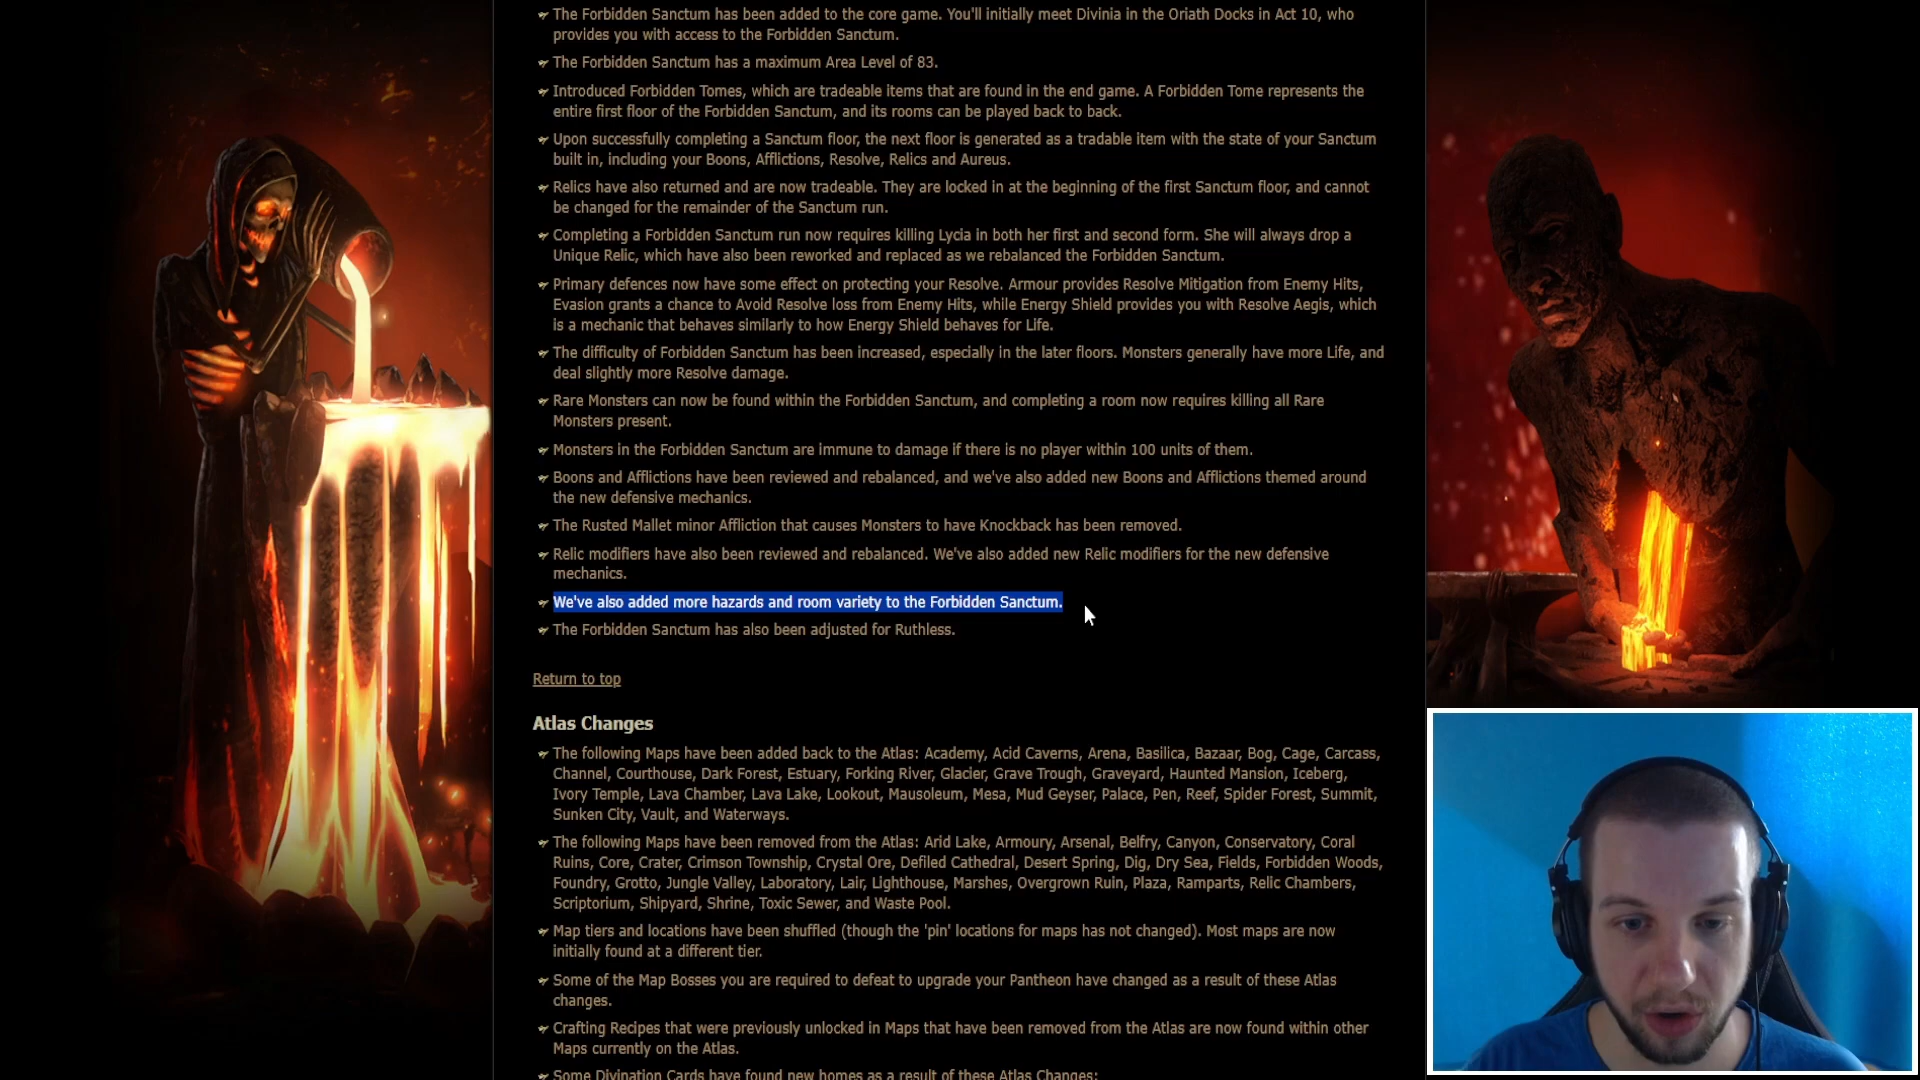 The Forbidden Sanctum has been added to the core game. You'll initially meet Divinia in the Oriath Docks in Act 10, who
provides you with access to the Forbidden Sanctum.
The Forbidden Sanctum has a maximum Area Level of 83.
Introduced Forbidden Tomes, which are tradeable items that are found in the end game. A Forbidden Tome represents the
entire first floor of the Forbidden Sanctum, and its rooms can be played back to back.
Upon successfully completing a Sanctum floor, the next floor is generated as a tradable item with the state of your Sanctum
built in, including your Boons, Afflictions, Resolve, Relics and Aureus.
Relics have also returned and are now tradeable. They are locked in at the beginning of the first Sanctum floor, and cannot
be changed for the remainder of the Sanctum run.
Completing a Forbidden Sanctum run now requires killing Lycia in both her first and second form. She will always drop a
Unique Relic, which have also been reworked and replaced as we rebalanced the Forbidden Sanctum.
Primary defences now have some effect on protecting your Resolve. Armour provides Resolve Mitigation from Enemy Hits,
Evasion grants a chance to Avoid Resolve loss from Enemy Hits, while Energy Shield provides you with Resolve Aegis, which
is a mechanic that behaves similarly to how Energy Shield behaves for Life.
The difficulty of Forbidden Sanctum has been increased, especially in the later floors. Monsters generally have more Life, and
deal slightly more Resolve damage.
Rare Monsters can now be found within the Forbidden Sanctum, and completing a room now requires killing all Rare
Monsters present.
Monsters in the Forbidden Sanctum are immune to damage if there is no player within 100 units of them.
Boons and Afflictions have been reviewed and rebalanced, and we've also added new Boons and Afflictions themed around
the new defensive mechanics.
The Rusted Mallet minor Affliction that causes Monsters to have Knockback has been removed.
Relic modifiers have also been reviewed and rebalanced. We've also added new Relic modifiers for the new defensive
mechanics.
We've also added more hazards and room variety to the Forbidden Sanctum.
The Forbidden Sanctum has also been adjusted for Ruthless.
Return to top
Atlas Changes
The following Maps have been added back to the Atlas: Academy, Acid Caverns, Arena, Basilica, Bazaar, Bog, Cage, Carcass,
Channel, Courthouse, Dark Forest, Estuary, Forking River, Glacier, Grave Trough, Graveyard, Haunted Mansion, Iceberg,
Ivory Temple, Lava Chamber, Lava Lake, Lookout, Mausoleum, Mesa, Mud Geyser, Palace, Pen, Reef, Spider Forest, Summit,
Sunken City, Vault, and Waterways.
The following Maps have been removed from the Atlas: Arid Lake, Armoury, Arsenal, Belfry, Canyon, Conservatory, Coral
Ruins, Core, Crater, Crimson Township, Crystal Ore, Defiled Cathedral, Desert Spring, Dig, Dry Sea, Fields, Forbidden Woods,
Foundry, Grotto, Jungle Valley, Laboratory, Lair, Lighthouse, Marshes, Overgrown Ruin, Plaza, Ramparts, Relic Chambers,
Scriptorium, Shipyard, Shrine, Toxic Sewer, and Waste Pool.
Map tiers and locations have been shuffled (though the 'pin' locations for maps has not changed). Most maps are now
initially found at a different tier.
Some of the Map Bosses you are required to defeat to upgrade your Pantheon have changed as a result of these Atlas
changes.
Crafting Recipes that were previously unlocked in Maps that have been removed from the Atlas are now found within other
Maps currently on the Atlas.
Some Divination Cards have found new homes as a result of these Atlas Changes: